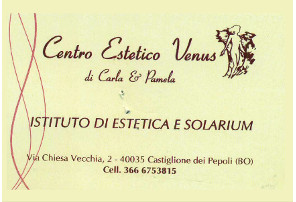 Centro Estetico Venus
di Carla & Pamela
ISTITUTO DI ESTETICA E SOLARIUM
Via Chiesa Vecchia, 2 - 40035 Castiglione dei Pepoli (BO)
Cell. 366 6753815